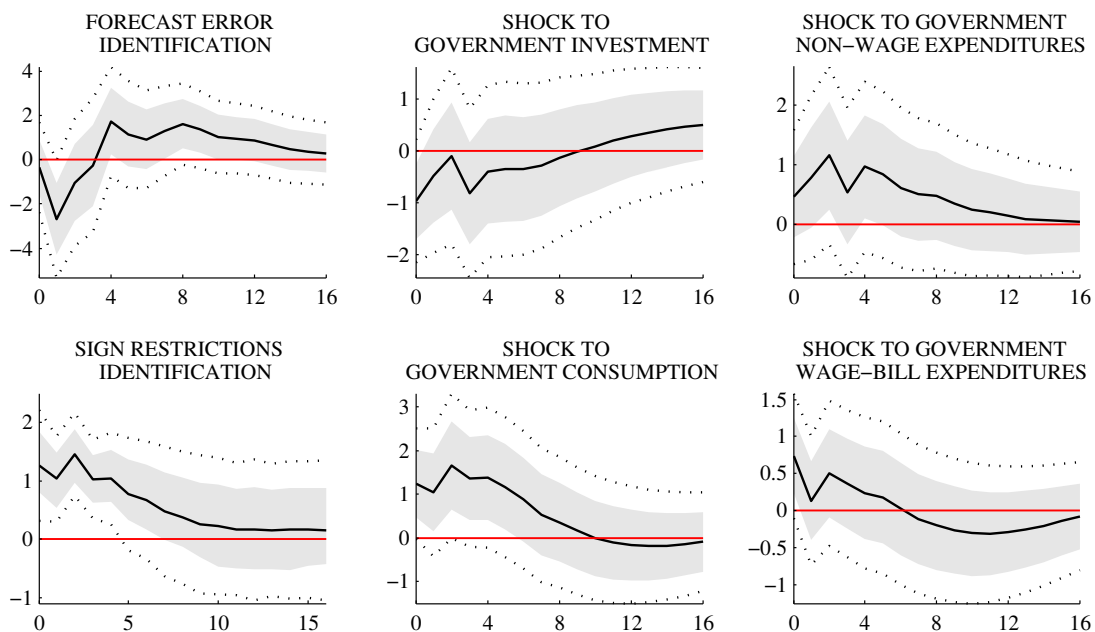 FORECAST ERROR
IDENTIFICATION
4
2
0
−2
−4
0 4 8 12 16
SHOCK TO
GOVERNMENT INVESTMENT
1
0
−1
−2
0 4 8 12 16
SHOCK TO GOVERNMENT
NON−WAGE EXPENDITURES
2
1
0
0 4 8 12 16
SIGN RESTRICTIONS
IDENTIFICATION
2
1
0
−1
0 5 10 15
SHOCK TO
GOVERNMENT CONSUMPTION
3
2
1
0
−1
0 4 8 12 16
SHOCK TO GOVERNMENT
WAGE−BILL EXPENDITURES
1.5
1
0.5
0
−0.5
−1
0 4 8 12 16